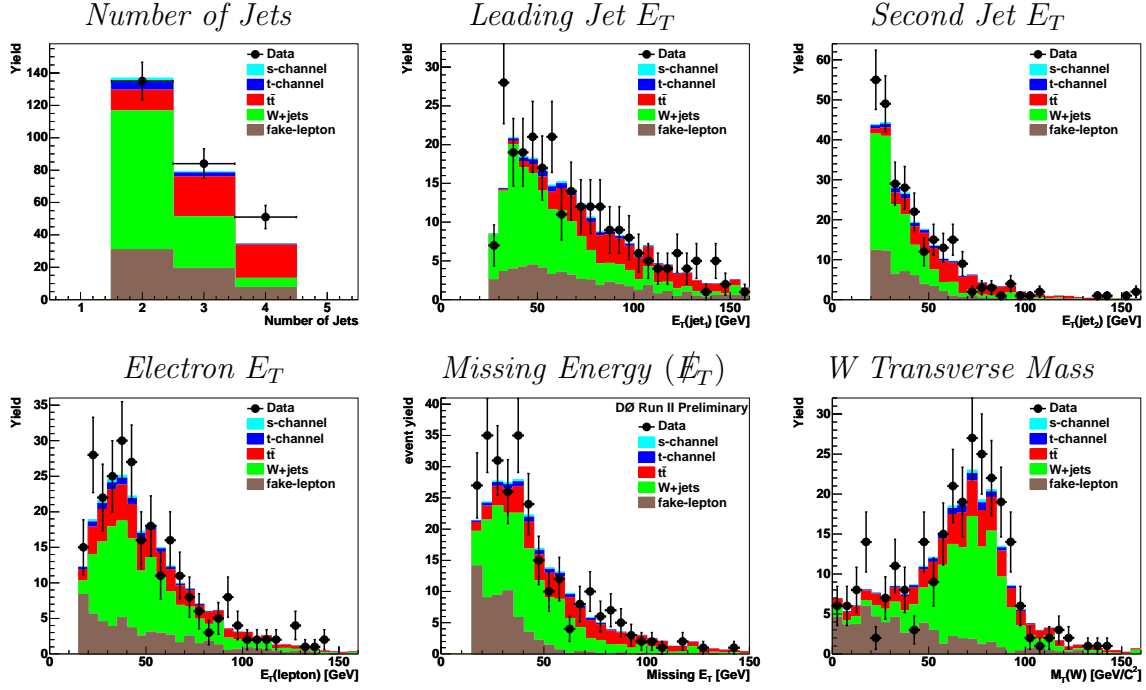 Number of Jets
Yield
140
120
100
80
60
40
20
0
Data
s-channel
t-channel
tt̄
W+jets
fake-lepton
1 2 3 4 5
Number of Jets
Leading Jet E_T
Yield
30
25
20
15
10
5
0
Data
s-channel
t-channel
tt̄
W+jets
fake-lepton
0 50 100 150
E_T(jet_1) [GeV]
Second Jet E_T
Yield
60
50
40
30
20
10
0
Data
s-channel
t-channel
tt̄
W+jets
fake-lepton
0 50 100 150
E_T(jet_2) [GeV]
Electron E_T
Yield
35
30
25
20
15
10
5
0
Data
s-channel
t-channel
tt̄
W+jets
fake-lepton
0 50 100 150
E_T(lepton) [GeV]
Missing Energy (E̸_T)
event yield
40
35
30
25
20
15
10
5
0
DØ Run II Preliminary
Data
s-channel
t-channel
tt̄
W+jets
fake-lepton
0 50 100 150
Missing E_T [GeV]
W Transverse Mass
Yield
30
25
20
15
10
5
0
Data
s-channel
t-channel
tt̄
W+jets
fake-lepton
0 50 100 150
M_T(W) [GeV/C²]